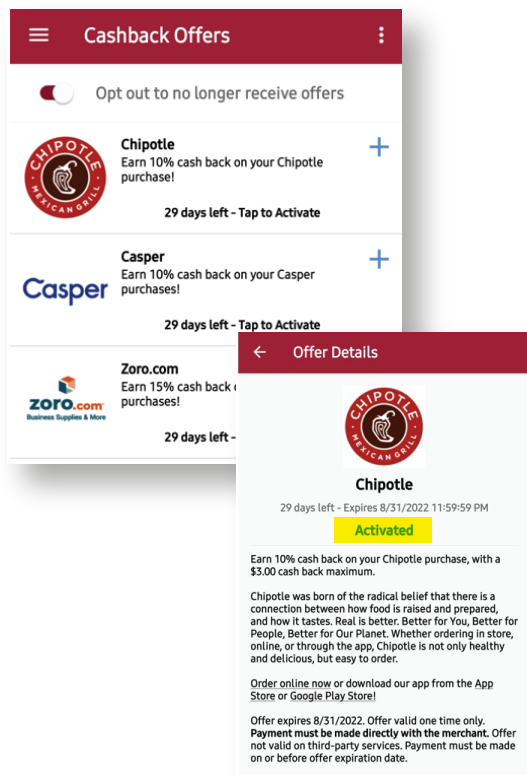 Cashback Offers
Opt out to no longer receive offers
CHIPOTLE
MEXICAN GRILL
Chipotle
Earn 10% cash back on your Chipotle
purchase!
29 days left - Tap to Activate
Casper
Casper
Earn 10% cash back on your Casper
purchases!
29 days left - Tap to Activate
ZORO.com
Business Supplies & More
Zoro.com
Earn 15% cash back
purchases!
29 days left -
Offer Details
CHIPOTLE
MEXICAN GRILL
Chipotle
29 days left - Expires 8/31/2022 11:59:59 PM
Activated
Earn 10% cash back on your Chipotle purchase, with a
$3.00 cash back maximum.
Chipotle was born of the radical belief that there is a
connection between how food is raised and prepared,
and how it tastes. Real is better. Better for You, Better for
People, Better for Our Planet. Whether ordering in store,
online, or through the app, Chipotle is not only healthy
and delicious, but easy to order.
Order online now or download our app from the App
Store or Google Play Store!
Offer expires 8/31/2022. Offer valid one time only.
Payment must be made directly with the merchant. Offer
not valid on third-party services. Payment must be made
on or before offer expiration date.